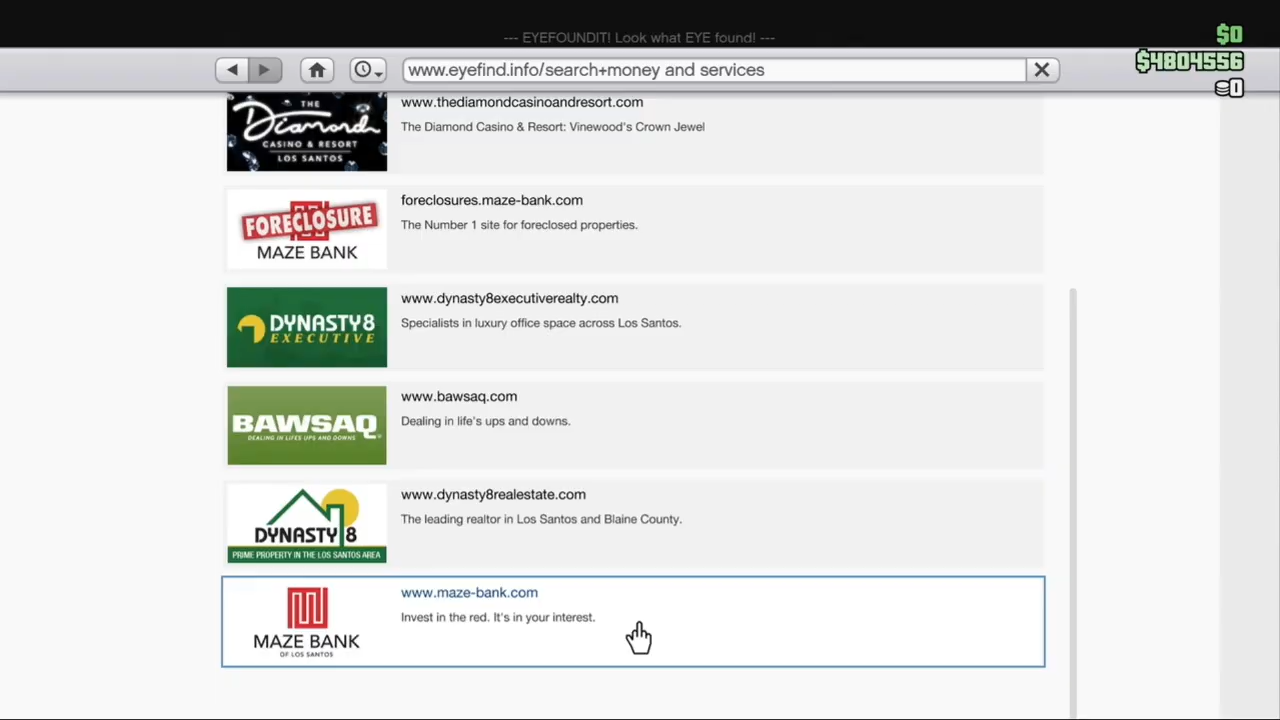 --- EYEFOUNDIT! Look what EYE found! ---
$0
www.eyefind.info/search+money and services
$4804556
0
THE
Diamond
CASINO & RESORT
LOS SANTOS
www.thediamondcasinoandresort.com
The Diamond Casino & Resort: Vinewood's Crown Jewel
FORECLOSURE
MAZE BANK
foreclosures.maze-bank.com
The Number 1 site for foreclosed properties.
DYNASTY8
EXECUTIVE
www.dynasty8executiverealty.com
Specialists in luxury office space across Los Santos.
BAWSAQ
DEALING IN LIFES UPS AND DOWNS
www.bawsaq.com
Dealing in life's ups and downs.
DYNASTY 8
PRIME PROPERTY IN THE LOS SANTOS AREA
www.dynasty8realestate.com
The leading realtor in Los Santos and Blaine County.
MAZE BANK
OF LOS SANTOS
www.maze-bank.com
Invest in the red. It's in your interest.